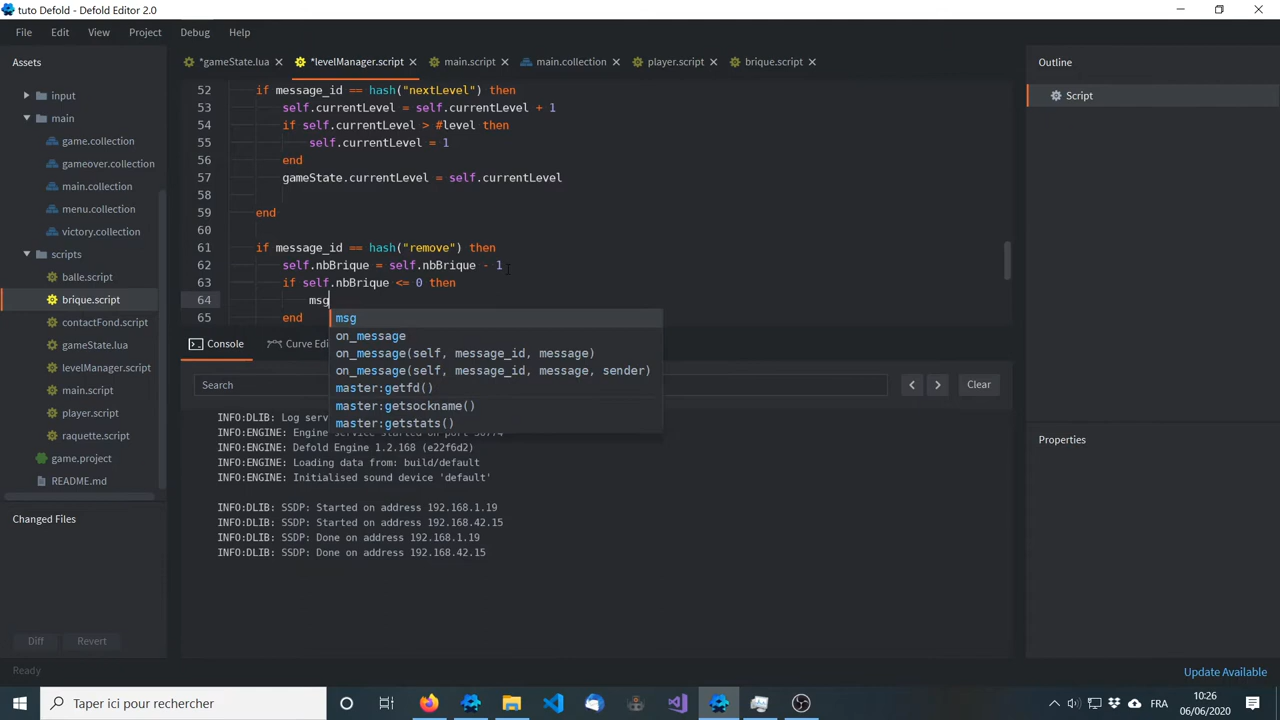 tuto Defold - Defold Editor 2.0
File Edit View Project Debug Help
Assets
input
main
game.collection
gameover.collection
main.collection
menu.collection
victory.collection
scripts
balle.script
brique.script
contactFond.script
gameState.lua
levelManager.script
main.script
player.script
raquette.script
game.project
README.md
Changed Files
Diff Revert
Ready
*gameState.lua *levelManager.script main.script main.collection player.script brique.script
52 if message_id == hash("nextLevel") then
53 self.currentLevel = self.currentLevel + 1
54 if self.currentLevel > #level then
55 self.currentLevel = 1
56 end
57 gameState.currentLevel = self.currentLevel
58
59 end
60
61 if message_id == hash("remove") then
62 self.nbBrique = self.nbBrique - 1
63 if self.nbBrique <= 0 then
64 msg
65 end
msg
on_message
on_message(self, message_id, message)
on_message(self, message_id, message, sender)
master:getfd()
master:getsockname()
master:getstats()
Console Curve Edi
Search
Clear
INFO:DLIB: Log serv
INFO:ENGINE: Engine service started on port
INFO:ENGINE: Defold Engine 1.2.168 (e22f6d2)
INFO:ENGINE: Loading data from: build/default
INFO:ENGINE: Initialised sound device 'default'
INFO:DLIB: SSDP: Started on address 192.168.1.19
INFO:DLIB: SSDP: Started on address 192.168.42.15
INFO:DLIB: SSDP: Done on address 192.168.1.19
INFO:DLIB: SSDP: Done on address 192.168.42.15
Outline
Script
Properties
Update Available
Taper ici pour rechercher
FRA
10:26
06/06/2020